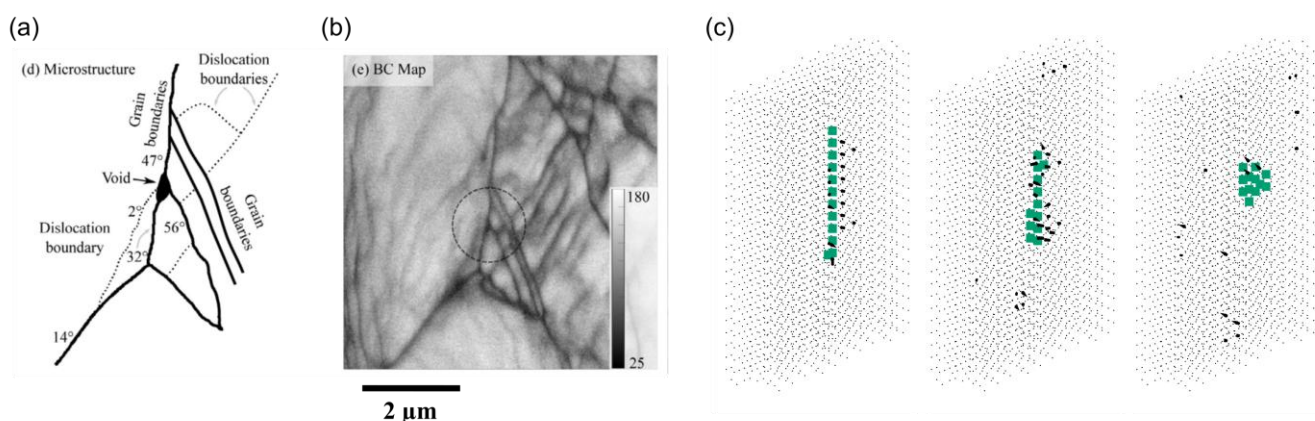 (a)
(b)
(c)
(d) Microstructure
Dislocation
boundaries
Grain
boundaries
47°
Void
2°
56°
Dislocation
boundary
32°
Grain
boundaries
14°
(e) BC Map
180
25
2 µm